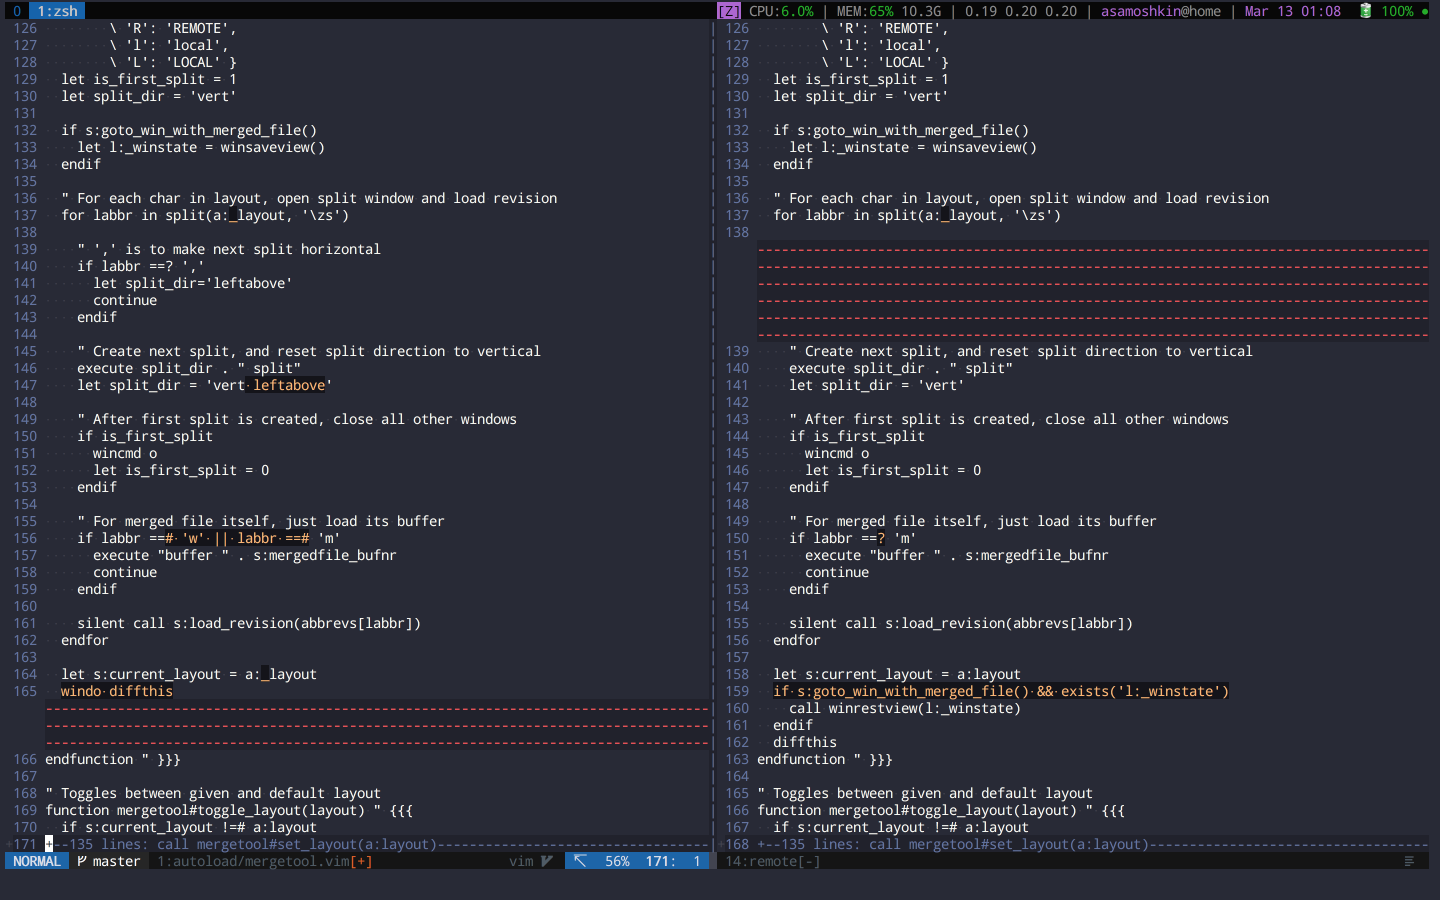 0 1:zsh [Z] CPU:6.0% | MEM:65% 10.3G | 0.19 0.20 0.20 | asamoshkin@home | Mar 13 01:08 100% ●
126         \ 'R': 'REMOTE',
127         \ 'l': 'local',
128         \ 'L': 'LOCAL' }
129   let is_first_split = 1
130   let split_dir = 'vert'
131
132   if s:goto_win_with_merged_file()
133     let l:_winstate = winsaveview()
134   endif
135
136   " For each char in layout, open split window and load revision
137   for labbr in split(a:_layout, '\zs')
138
139     " ',' is to make next split horizontal
140     if labbr ==? ','
141       let split_dir='leftabove'
142       continue
143     endif
144
145     " Create next split, and reset split direction to vertical
146     execute split_dir . " split"
147     let split_dir = 'vert·leftabove'
148
149     " After first split is created, close all other windows
150     if is_first_split
151       wincmd o
152       let is_first_split = 0
153     endif
154
155     " For merged file itself, just load its buffer
156     if labbr ==#·'w'·||·labbr·==# 'm'
157       execute "buffer " . s:mergedfile_bufnr
158       continue
159     endif
160
161     silent call s:load_revision(abbrevs[labbr])
162   endfor
163
164   let s:current_layout = a:_layout
165   windo·diffthis
-----------------------------------------------------------------------------------
-----------------------------------------------------------------------------------
-----------------------------------------------------------------------------------
166 endfunction " }}}
167
168 " Toggles between given and default layout
169 function mergetool#toggle_layout(layout) " {{{
170   if s:current_layout !=# a:layout
+171 +--135 lines: call mergetool#set_layout(a:layout)----------------------------------
NORMAL master 1:autoload/mergetool.vim[+] vim 56% 171: 1
126         \ 'R': 'REMOTE',
127         \ 'l': 'local',
128         \ 'L': 'LOCAL' }
129   let is_first_split = 1
130   let split_dir = 'vert'
131
132   if s:goto_win_with_merged_file()
133     let l:_winstate = winsaveview()
134   endif
135
136   " For each char in layout, open split window and load revision
137   for labbr in split(a:_layout, '\zs')
138
-----------------------------------------------------------------------------------
-----------------------------------------------------------------------------------
-----------------------------------------------------------------------------------
-----------------------------------------------------------------------------------
-----------------------------------------------------------------------------------
-----------------------------------------------------------------------------------
139     " Create next split, and reset split direction to vertical
140     execute split_dir . " split"
141     let split_dir = 'vert'
142
143     " After first split is created, close all other windows
144     if is_first_split
145       wincmd o
146       let is_first_split = 0
147     endif
148
149     " For merged file itself, just load its buffer
150     if labbr ==? 'm'
151       execute "buffer " . s:mergedfile_bufnr
152       continue
153     endif
154
155     silent call s:load_revision(abbrevs[labbr])
156   endfor
157
158   let s:current_layout = a:layout
159   if·s:goto_win_with_merged_file()·&&·exists('l:_winstate')
160     call winrestview(l:_winstate)
161   endif
162   diffthis
163 endfunction " }}}
164
165 " Toggles between given and default layout
166 function mergetool#toggle_layout(layout) " {{{
167   if s:current_layout !=# a:layout
+168 +--135 lines: call mergetool#set_layout(a:layout)-----------------------------------
14:remote[-]